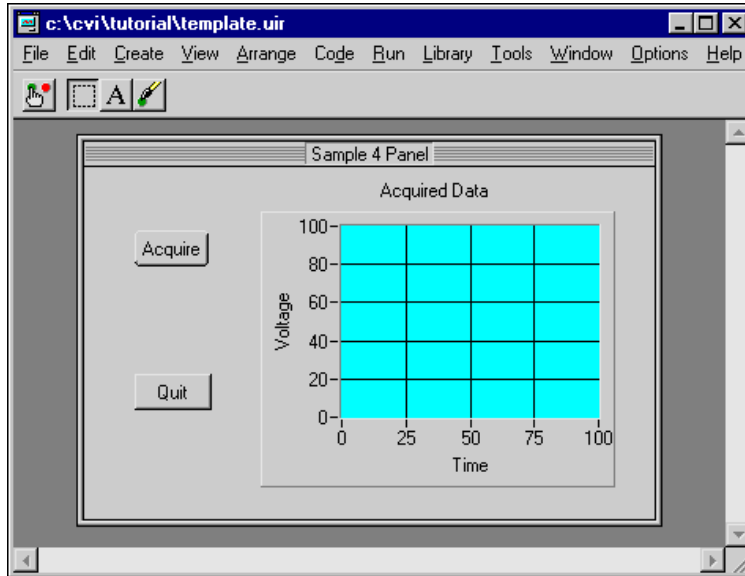 c:\cvi\tutorial\template.uir
File Edit Create View Arrange Code Run Library Tools Window Options Help
A
Sample 4 Panel
Acquired Data
Acquire
Quit
Voltage
100
80
60
40
20
0
0 25 50 75 100
Time